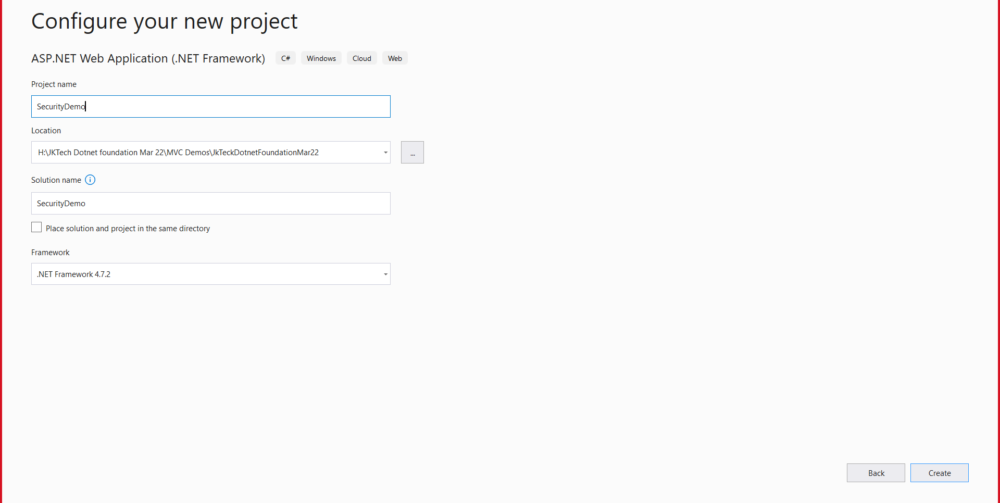 Configure your new project
ASP.NET Web Application (.NET Framework) C# Windows Cloud Web
Project name
SecurityDemo
Location
H:\JKTech Dotnet foundation Mar 22\MVC Demos\JkTeckDotnetFoundationMar22
...
Solution name
SecurityDemo
Place solution and project in the same directory
Framework
.NET Framework 4.7.2
Back Create